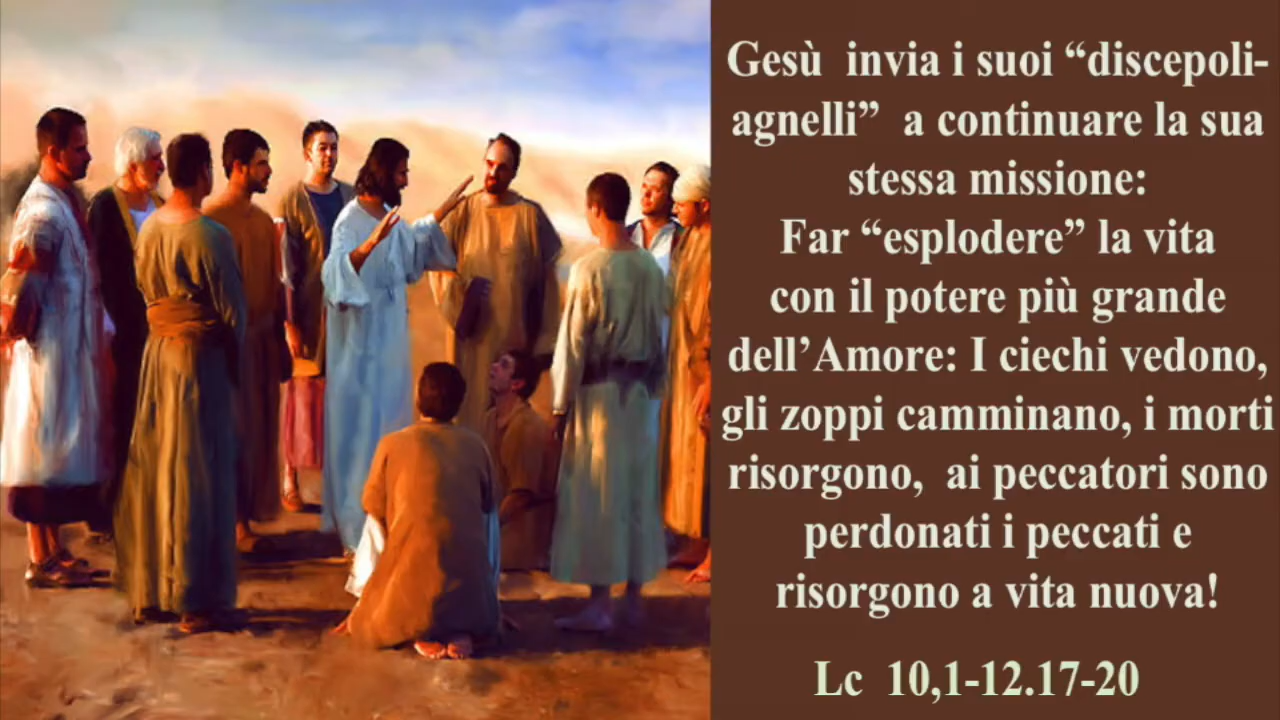 Gesù invia i suoi “discepoli-
agnelli” a continuare la sua
stessa missione:
Far “esplodere” la vita
con il potere più grande
dell’Amore: I ciechi vedono,
gli zoppi camminano, i morti
risorgono, ai peccatori sono
perdonati i peccati e
risorgono a vita nuova!
Lc 10,1-12.17-20